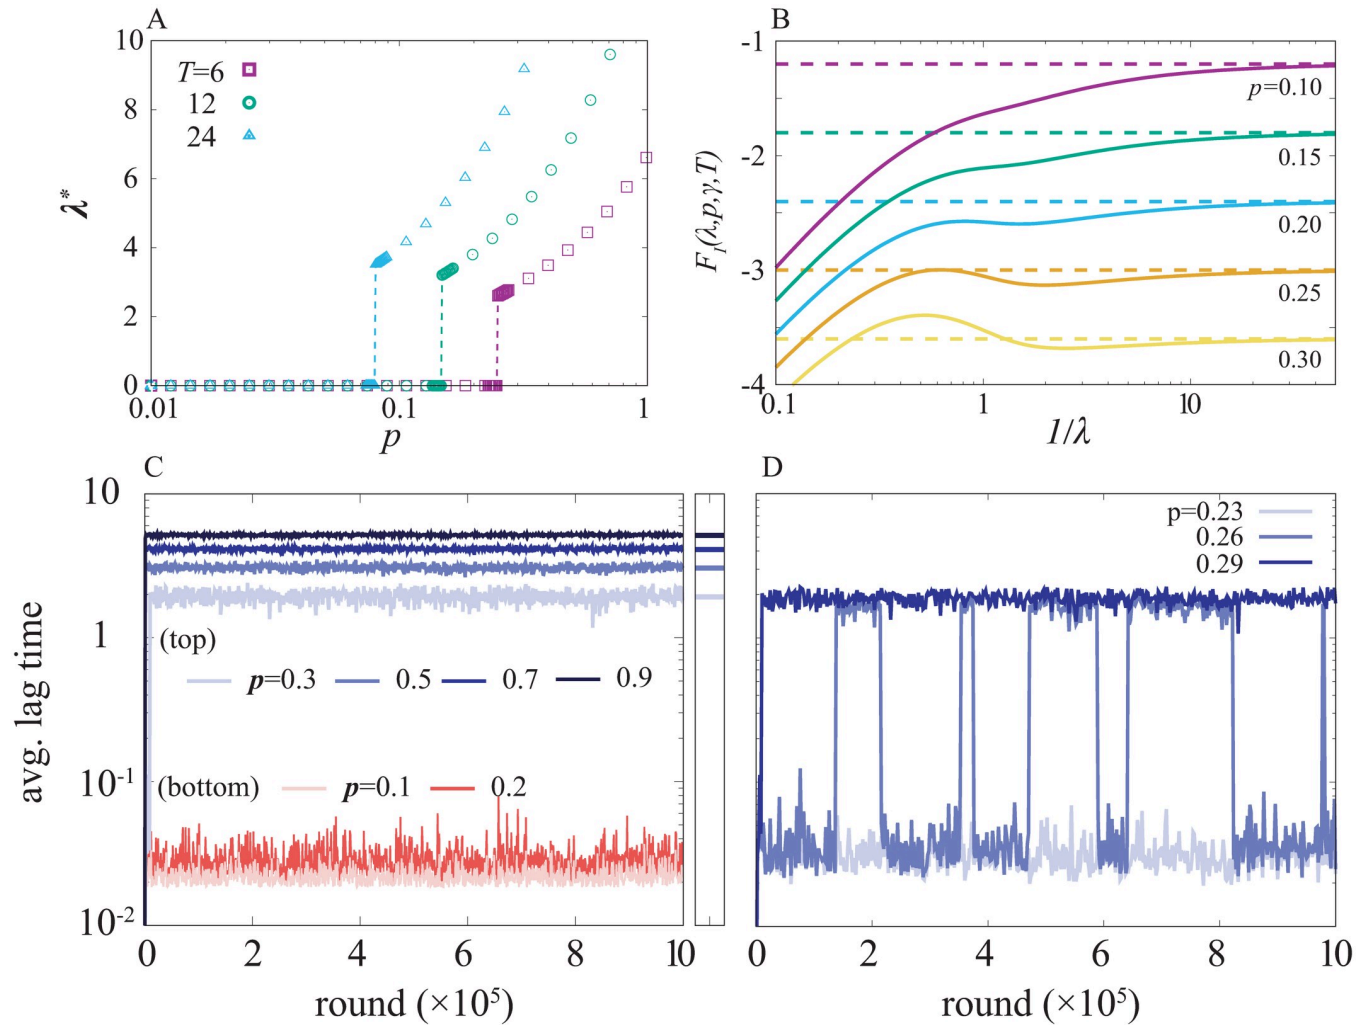 A
10
8
6
4
2
0
λ*
T=6
12
24
0.01
0.1
1
p
B
-1
-2
-3
-4
F₁(λ,p,γ,T)
p=0.10
0.15
0.20
0.25
0.30
0.1
1
10
1/λ
C
10
1
10⁻¹
10⁻²
avg. lag time
(top)
p=0.3 0.5 0.7 0.9
(bottom) p=0.1 0.2
0 2 4 6 8 10
round (×10⁵)
D
p=0.23
0.26
0.29
0 2 4 6 8 10
round (×10⁵)